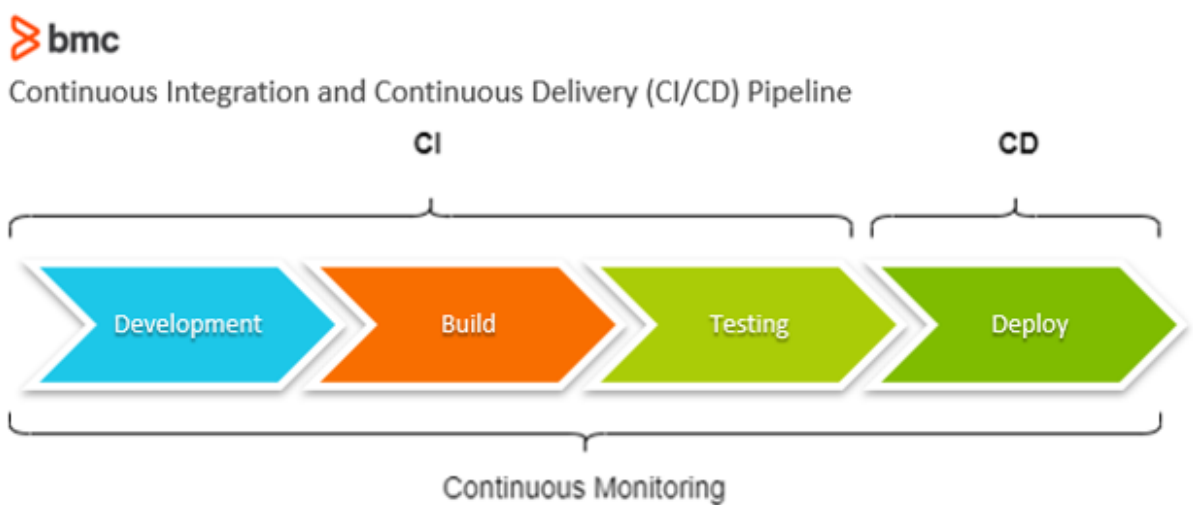 bmc
Continuous Integration and Continuous Delivery (CI/CD) Pipeline
CI CD
Development Build Testing Deploy
Continuous Monitoring